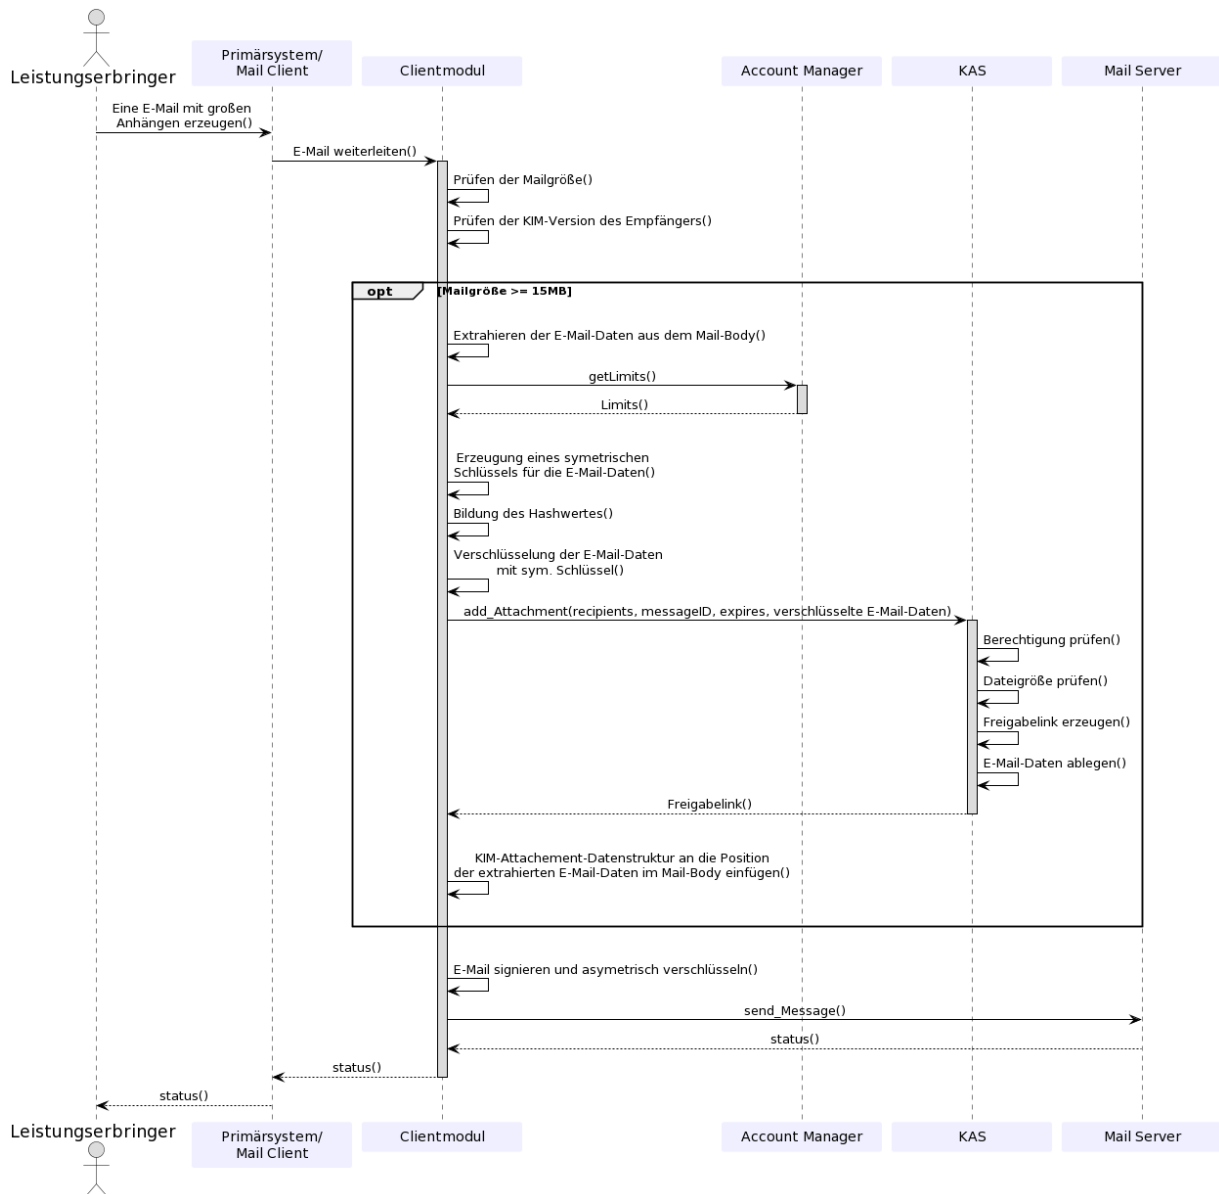 Leistungserbringer
Primärsystem/
Mail Client
Clientmodul
Account Manager
KAS
Mail Server
Eine E-Mail mit großen
Anhängen erzeugen()
E-Mail weiterleiten()
Prüfen der Mailgröße()
Prüfen der KIM-Version des Empfängers()
opt
[Mailgröße >= 15MB]
Extrahieren der E-Mail-Daten aus dem Mail-Body()
getLimits()
Limits()
Erzeugung eines symetrischen
Schlüssels für die E-Mail-Daten()
Bildung des Hashwertes()
Verschlüsselung der E-Mail-Daten
mit sym. Schlüssel()
add_Attachment(recipients, messageID, expires, verschlüsselte E-Mail-Daten)
Berechtigung prüfen()
Dateigröße prüfen()
Freigabelink erzeugen()
E-Mail-Daten ablegen()
Freigabelink()
KIM-Attachement-Datenstruktur an die Position
der extrahierten E-Mail-Daten im Mail-Body einfügen()
E-Mail signieren und asymetrisch verschlüsseln()
send_Message()
status()
status()
status()
Leistungserbringer
Primärsystem/
Mail Client
Clientmodul
Account Manager
KAS
Mail Server